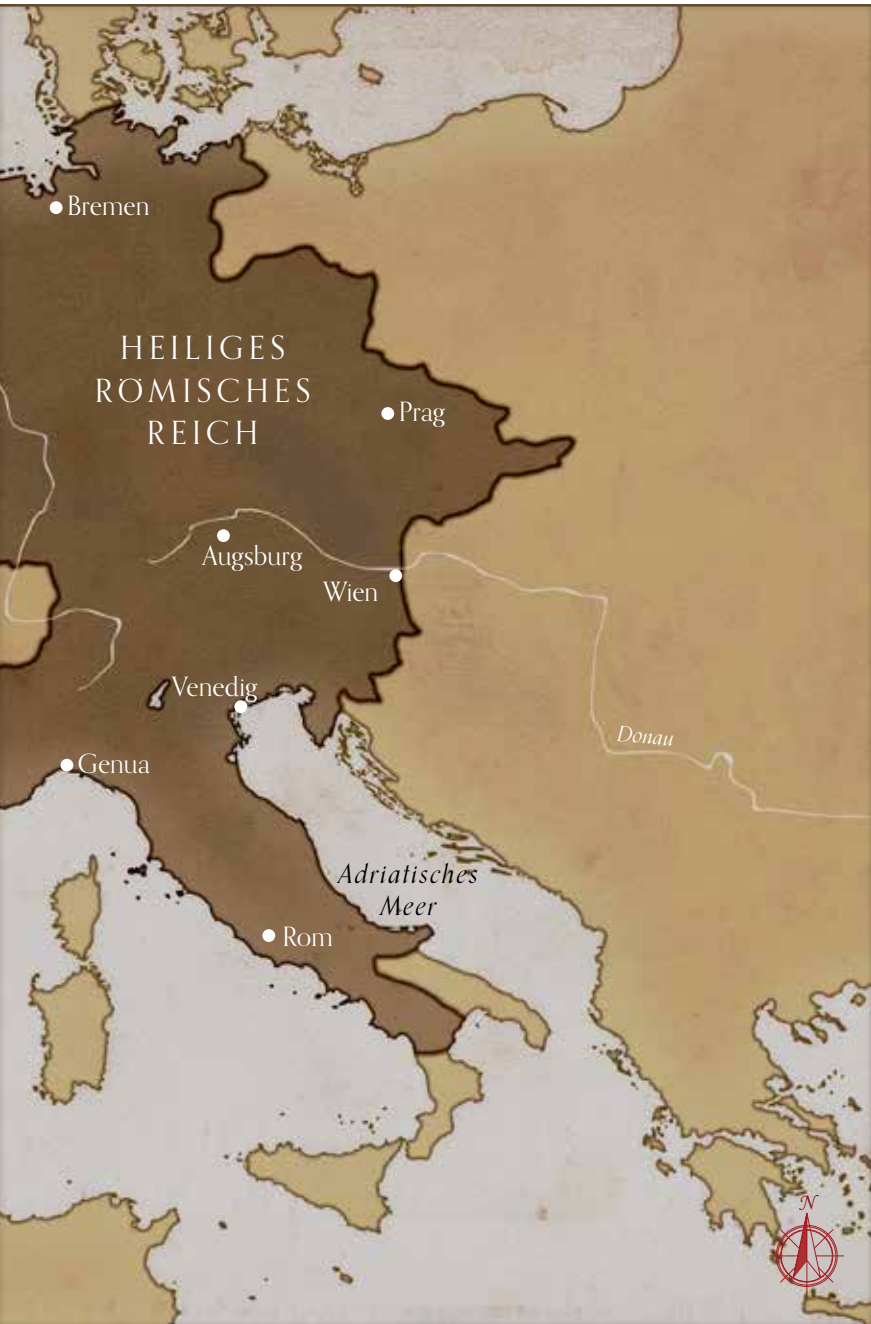 Bremen
HEILIGES
RÖMISCHES
REICH
Prag
Augsburg
Wien
Venedig
Donau
Genua
Adriatisches
Meer
Rom
N